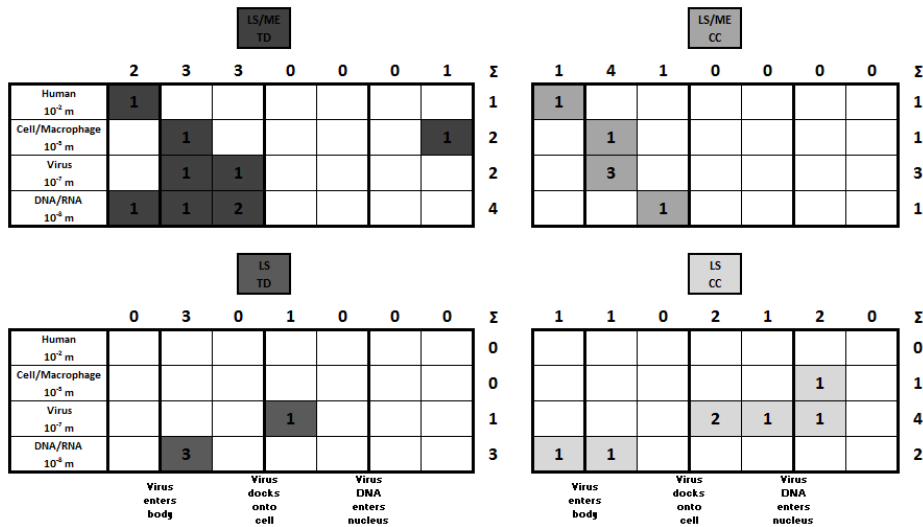 LS/ME
TD
LS/ME
CC
2 3 3 0 0 0 1 Σ
1 4 1 0 0 0 0 Σ
Human
10⁻² m
1 1
1 1
Cell/Macrophage
10⁻⁵ m
1 1 2
1 1
Virus
10⁻⁷ m
1 1 2
3 3
DNA/RNA
10⁻⁸ m
1 1 2 4
1 1
LS
TD
LS
CC
0 3 0 1 0 0 0 Σ
1 1 0 2 1 2 0 Σ
Human
10⁻² m
0
0
Cell/Macrophage
10⁻⁵ m
0
1 1
Virus
10⁻⁷ m
1 1
2 1 1 4
DNA/RNA
10⁻⁸ m
3 3
1 1 2
Virus
enters
body
Virus
docks
onto
cell
Virus
DNA
enters
nucleus
Virus
enters
body
Virus
docks
onto
cell
Virus
DNA
enters
nucleus